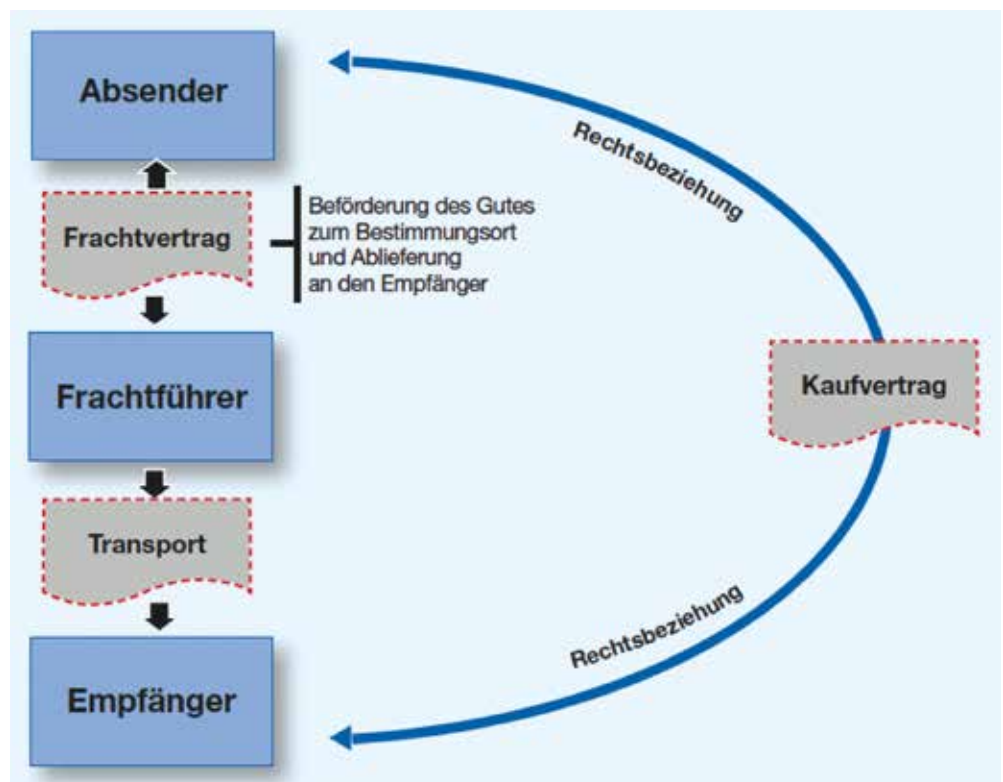 Absender
Rechtsbeziehung
Frachtvertrag
Beförderung des Gutes
zum Bestimmungsort
und Ablieferung
an den Empfänger
Frachtführer
Kaufvertrag
Transport
Rechtsbeziehung
Empfänger